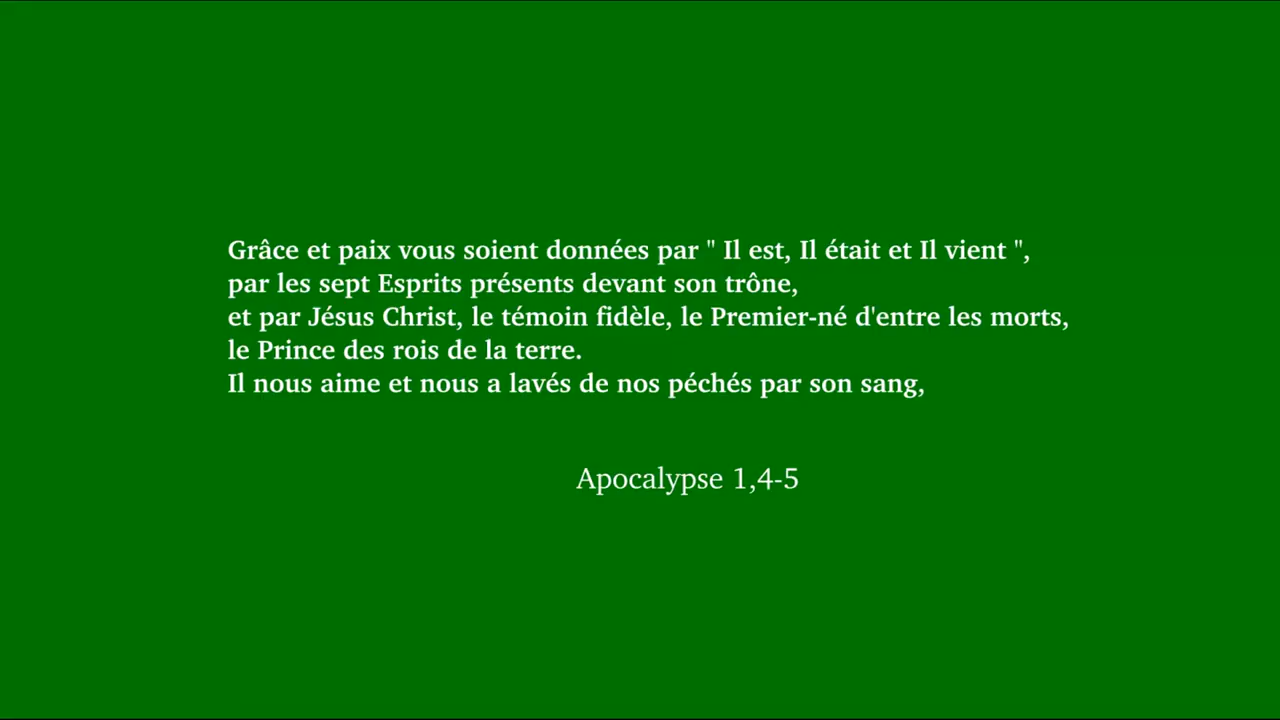 Grâce et paix vous soient données par " Il est, Il était et Il vient ",
par les sept Esprits présents devant son trône,
et par Jésus Christ, le témoin fidèle, le Premier-né d'entre les morts,
le Prince des rois de la terre.
Il nous aime et nous a lavés de nos péchés par son sang,
Apocalypse 1,4-5